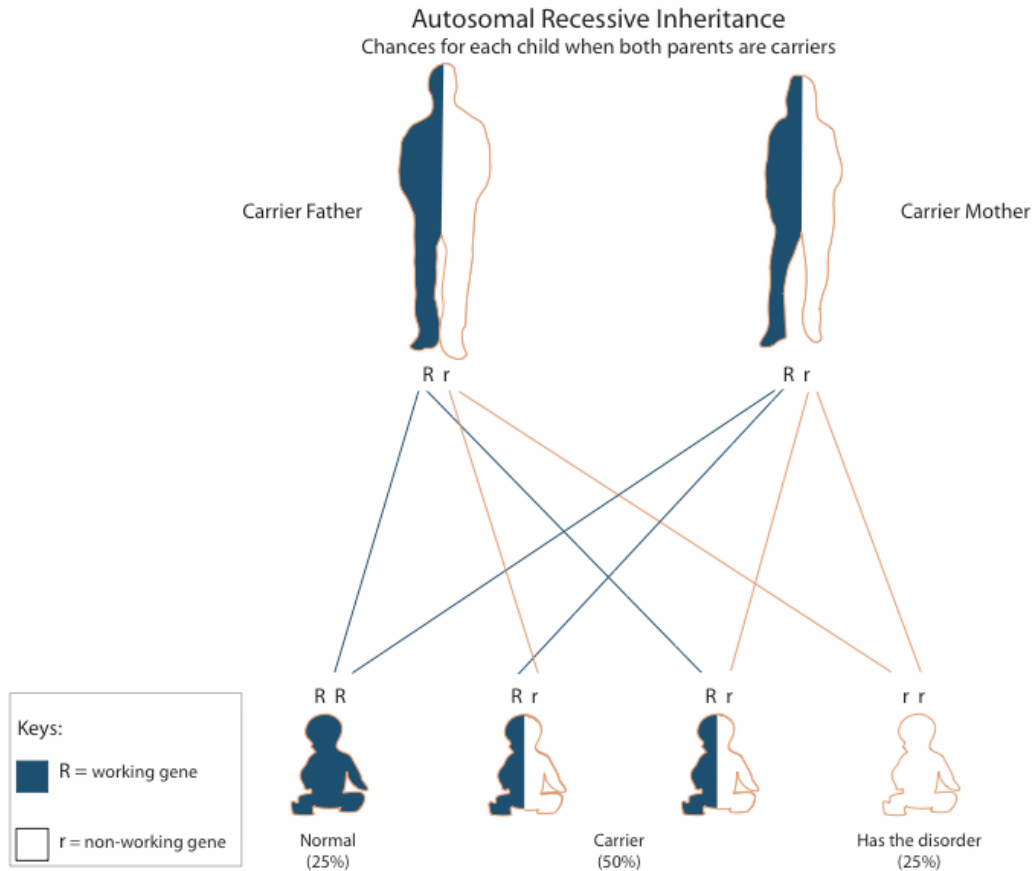 Autosomal Recessive Inheritance
Chances for each child when both parents are carriers
Carrier Father
Carrier Mother
R r
R r
R R
R r
R r
r r
Keys:
R = working gene
r = non-working gene
Normal
(25%)
Carrier
(50%)
Has the disorder
(25%)